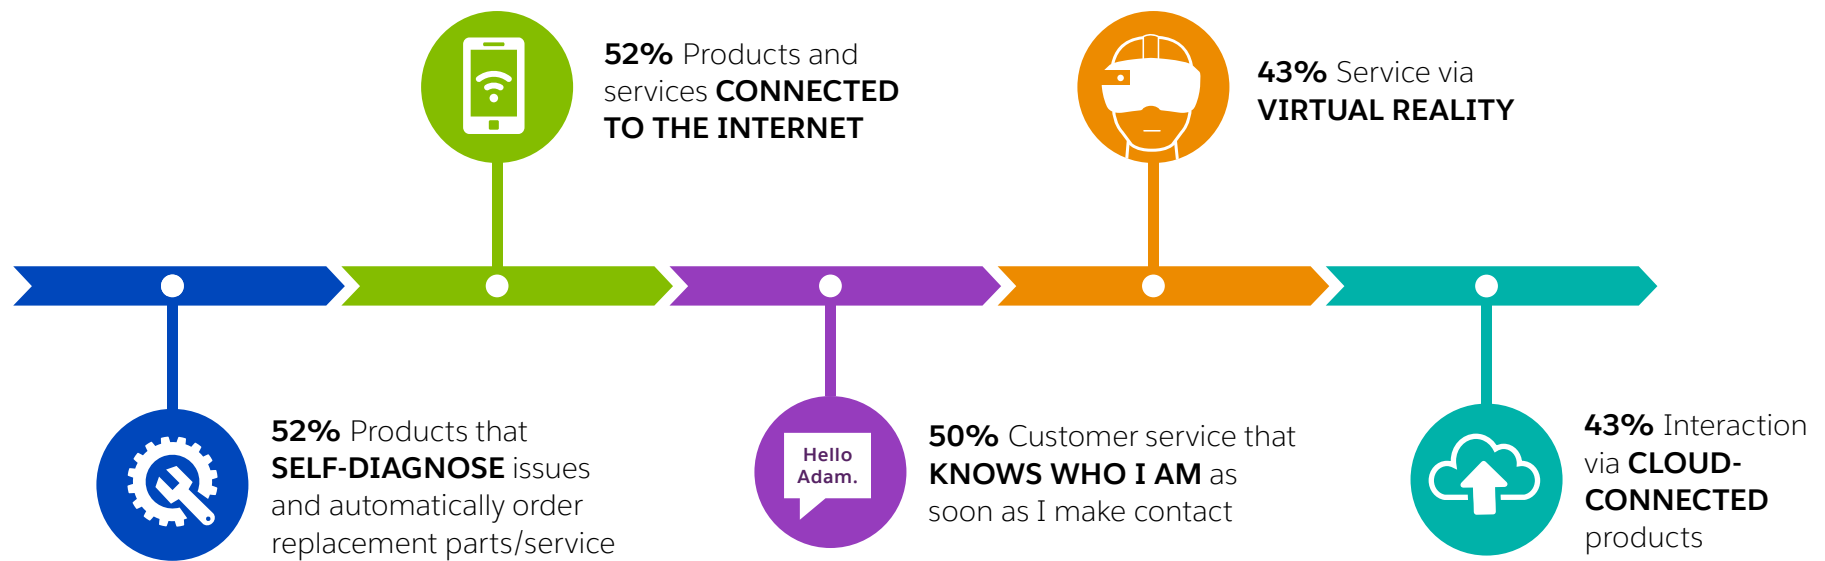 52% Products and
services CONNECTED
TO THE INTERNET
43% Service via
VIRTUAL REALITY
52% Products that
SELF-DIAGNOSE issues
and automatically order
replacement parts/service
Hello
Adam.
50% Customer service that
KNOWS WHO I AM as
soon as I make contact
43% Interaction
via CLOUD-
CONNECTED
products